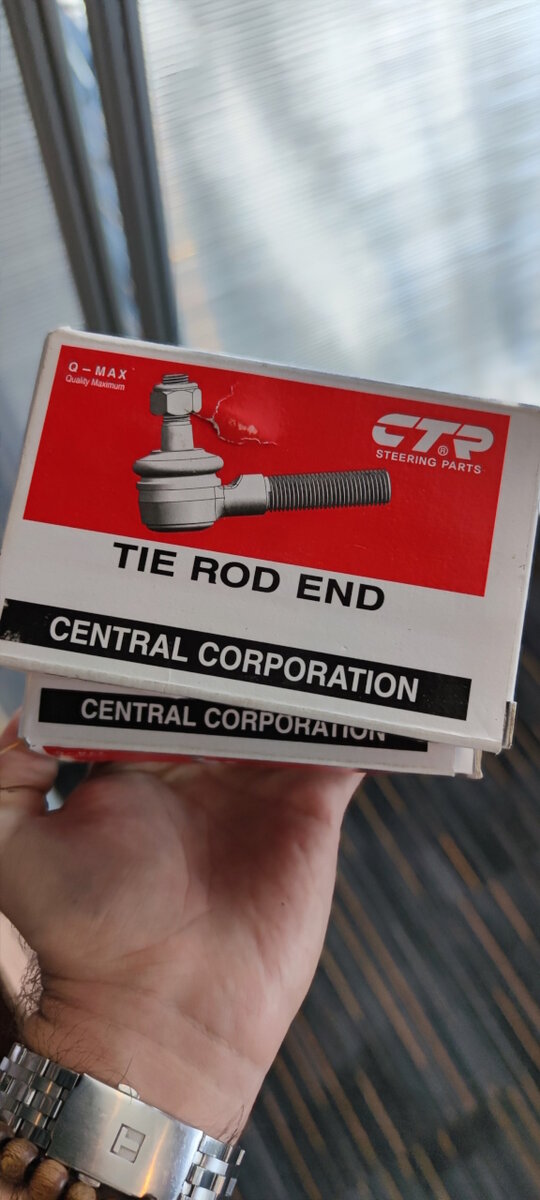 Q-MAX
Quality Maximum
CTR
®
STEERING PARTS
TIE ROD END
CENTRAL CORPORATION
CENTRAL CORPORATION
T